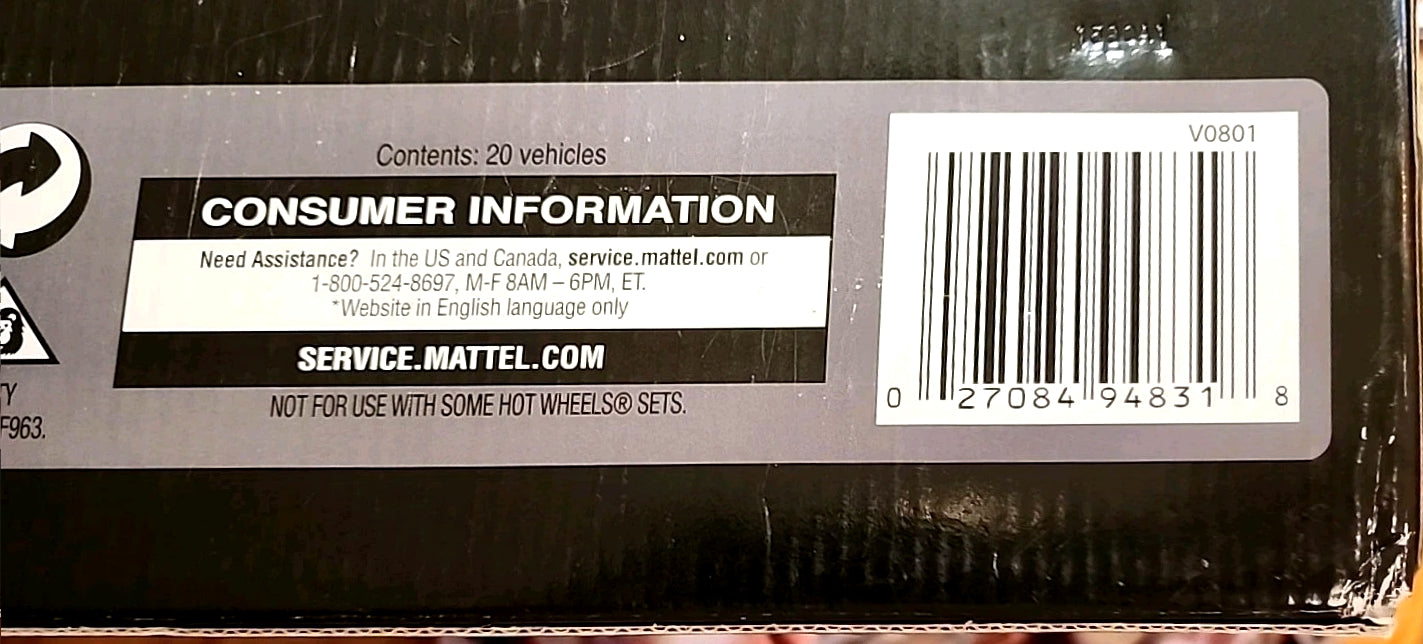 V0801
Contents: 20 vehicles
CONSUMER INFORMATION
Need Assistance? In the US and Canada, service.mattel.com or
1-800-524-8697, M-F 8AM – 6PM, ET.
*Website in English language only
SERVICE.MATTEL.COM
NOT FOR USE WITH SOME HOT WHEELS® SETS.
TY
F963.
0 27084 94831 8